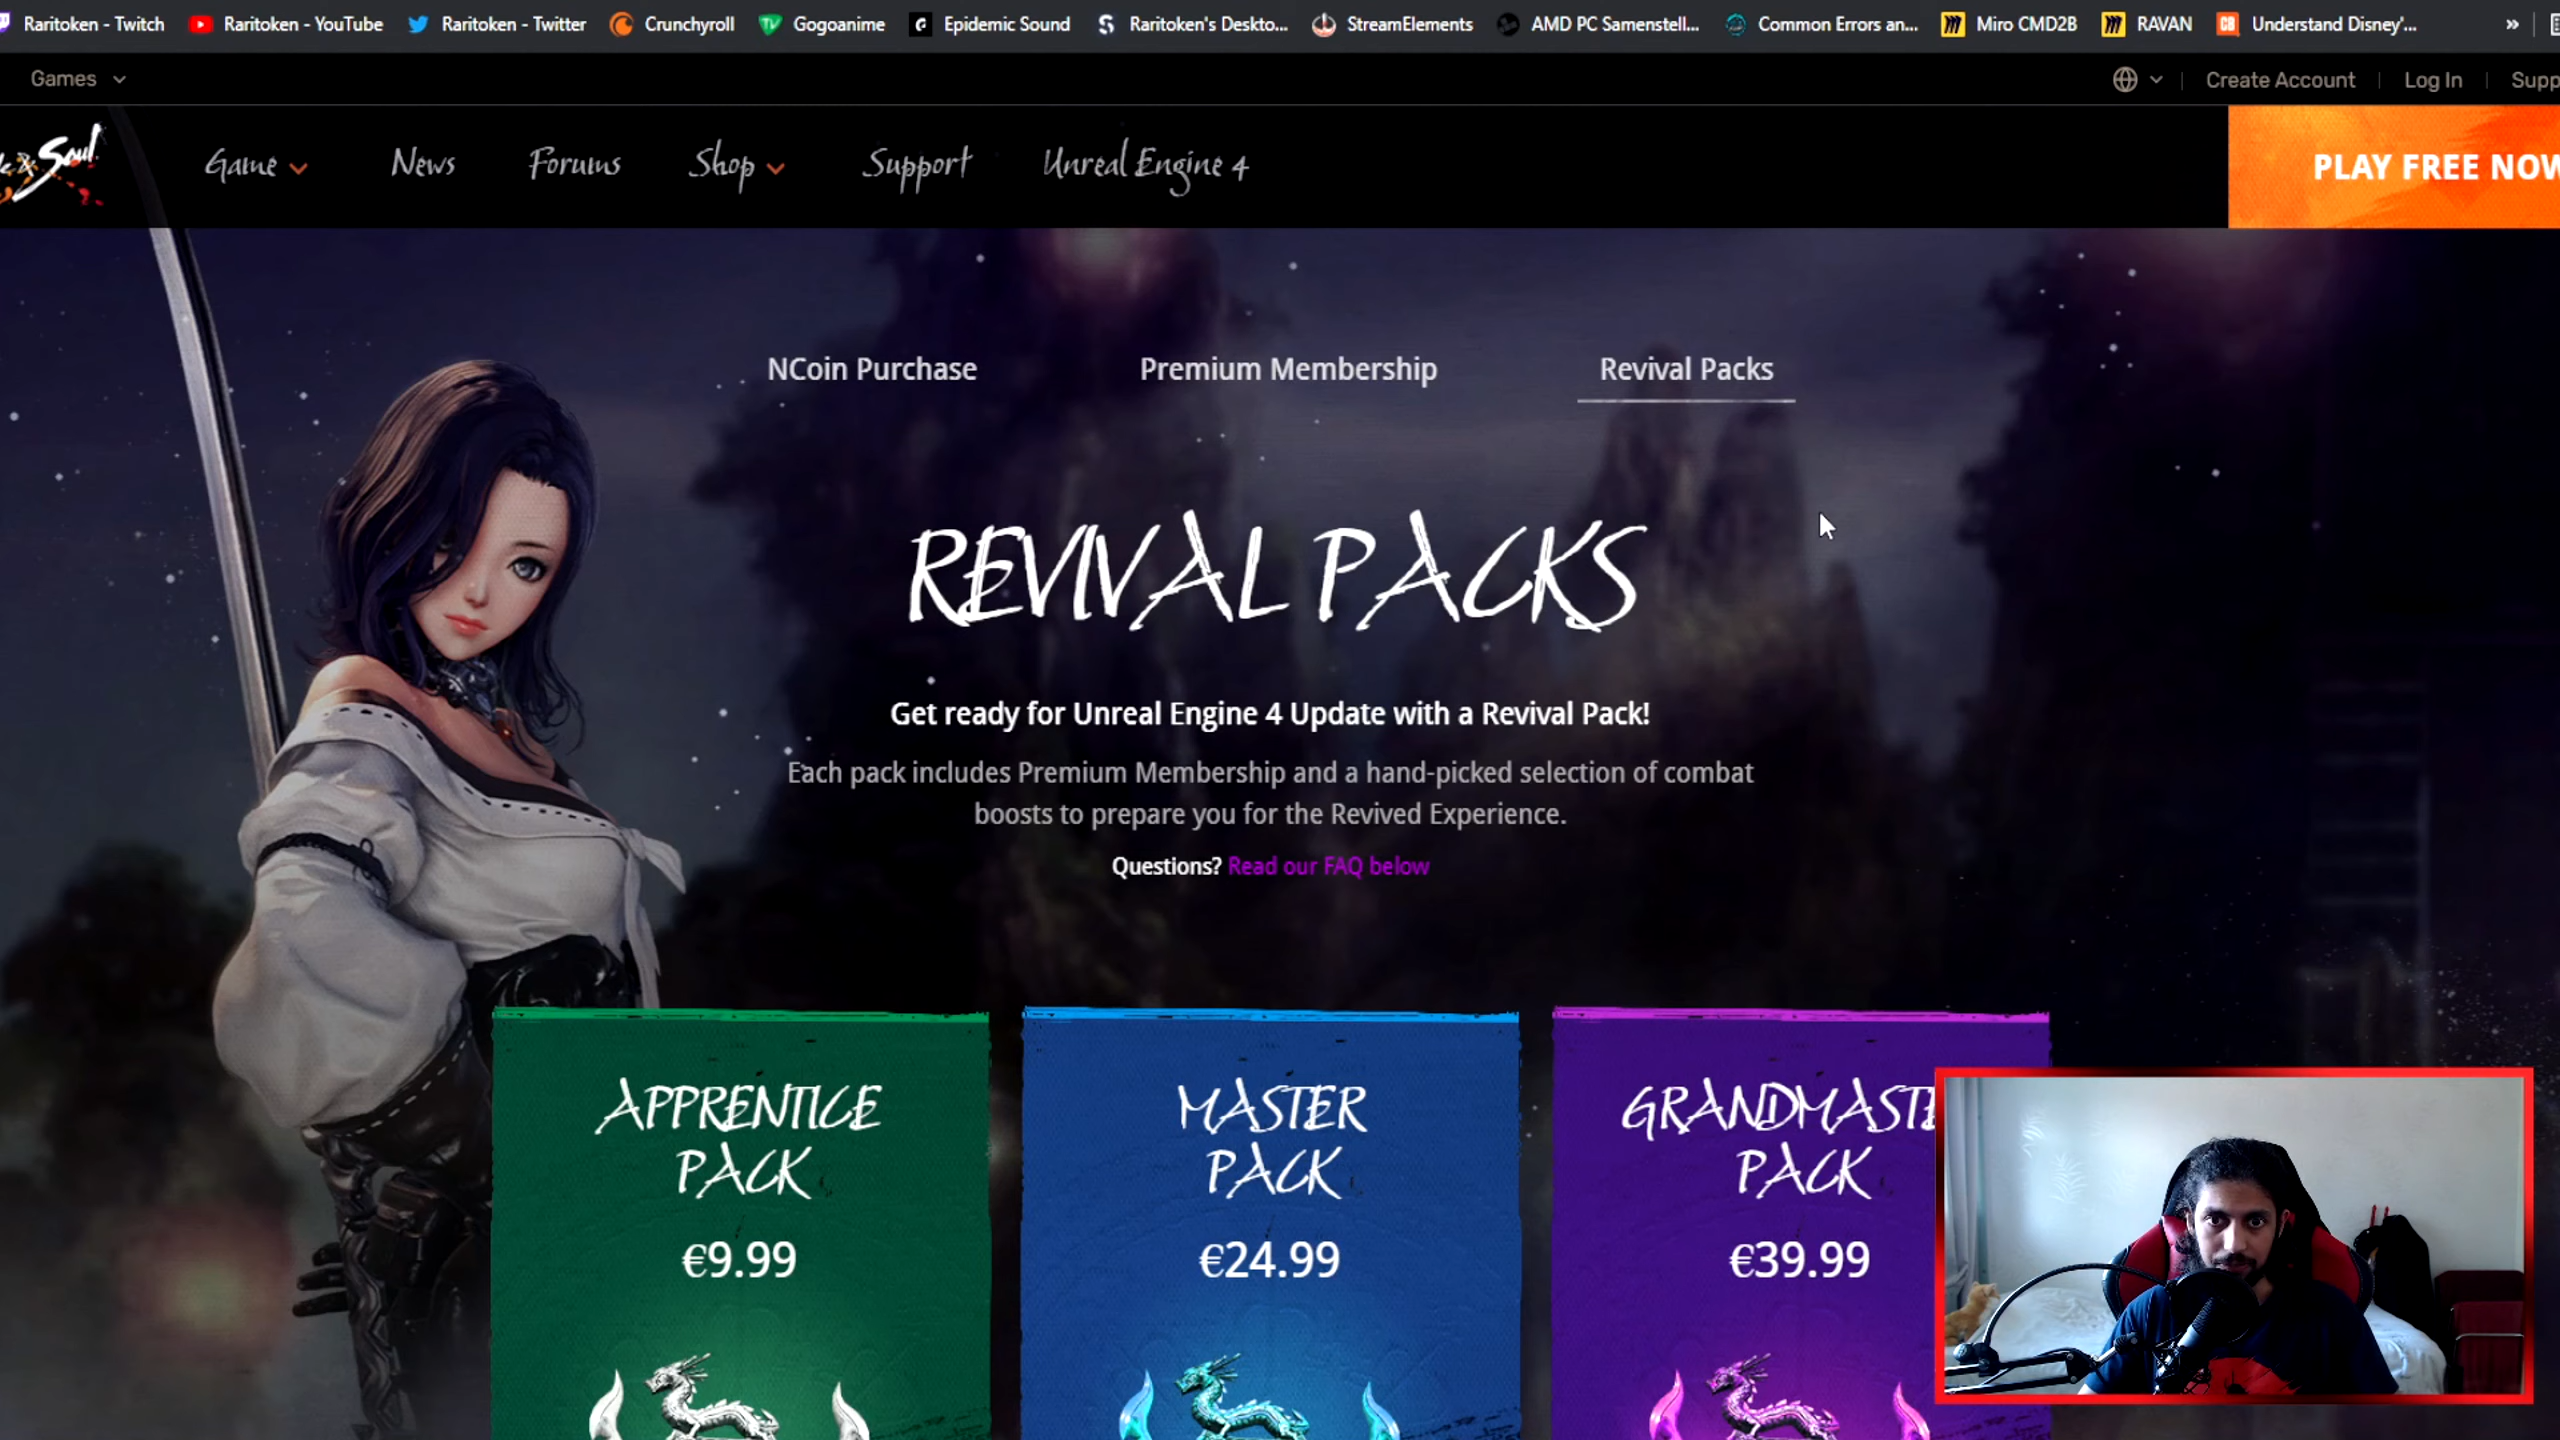 Raritoken - Twitch Raritoken - YouTube Raritoken - Twitter Crunchyroll Gogoanime Epidemic Sound Raritoken's Deskto... StreamElements AMD PC Samenstell... Common Errors an... Miro CMD2B RAVAN Understand Disney'... »
Games Create Account Log In Supp
& Soul Game News Forums Shop Support Unreal Engine 4 PLAY FREE NOW
NCoin Purchase Premium Membership Revival Packs
REVIVAL PACKS
Get ready for Unreal Engine 4 Update with a Revival Pack!
Each pack includes Premium Membership and a hand-picked selection of combat
boosts to prepare you for the Revived Experience.
Questions? Read our FAQ below
APPRENTICE PACK
€9.99
MASTER PACK
€24.99
GRANDMASTE
PACK
€39.99